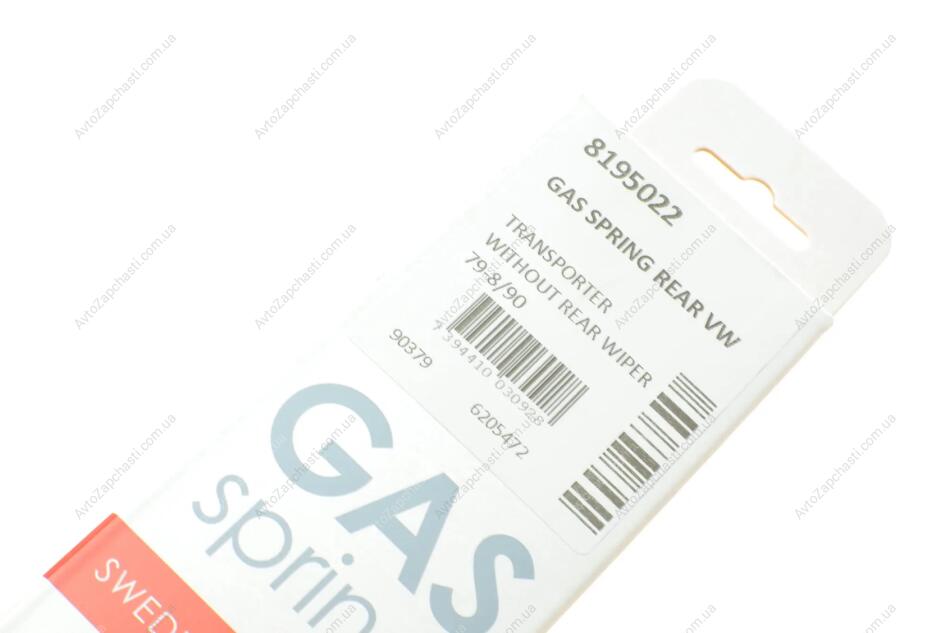 8195022
GAS SPRING REAR VW
TRANSPORTER
WITHOUT REAR WIPER
79-8/90
7 394410 030928
90379
6205472
GAS
sprin
SWED
AvtoZapchasti.com.ua